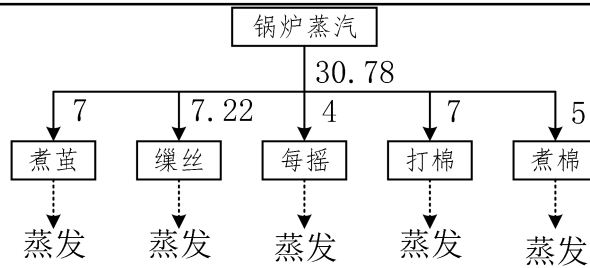 锅炉蒸汽
30.78
7 7.22 4 7 5
煮茧 缫丝 每摇 打棉 煮棉
蒸发 蒸发 蒸发 蒸发 蒸发